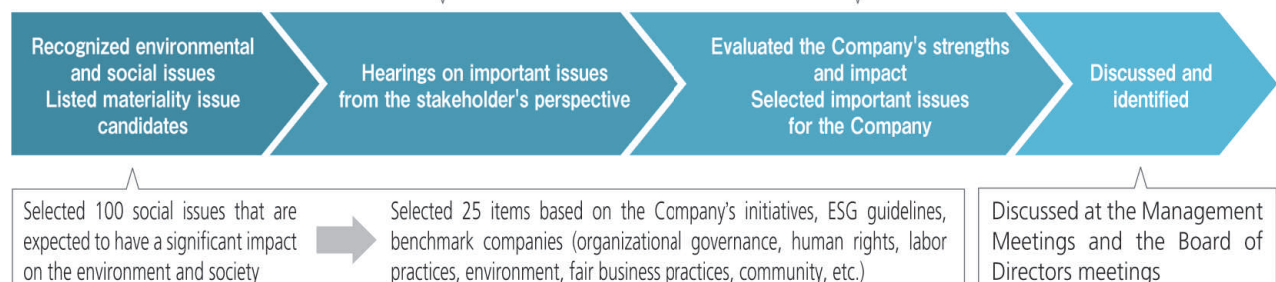 Recognized environmental
and social issues
Listed materiality issue
candidates
Hearings on important issues
from the stakeholder's perspective
Evaluated the Company's strengths
and impact
Selected important issues
for the Company
Discussed and
identified
Selected 100 social issues that are
expected to have a significant impact
on the environment and society
Selected 25 items based on the Company's initiatives, ESG guidelines,
benchmark companies (organizational governance, human rights, labor
practices, environment, fair business practices, community, etc.)
Discussed at the Management
Meetings and the Board of
Directors meetings